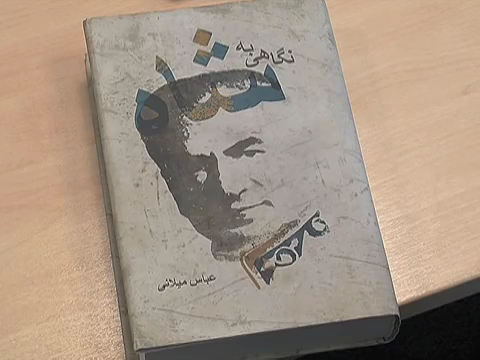 نگاهی به
شاه
عباس میلانی